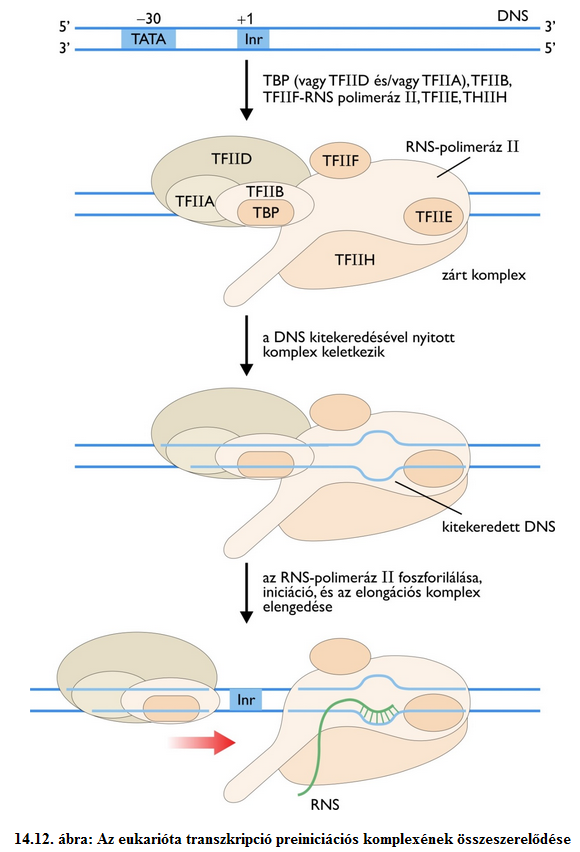 −30 +1 DNS
5’ 3’
TATA Inr
3’ 5’
TBP (vagy TFIID és/vagy TFIIA), TFIIB,
TFIIF-RNS polimeráz II, TFIIE, THIIH
RNS-polimeráz II
TFIID
TFIIF
TFIIB
TFIIA
TBP
TFIIE
TFIIH
zárt komplex
a DNS kitekeredésével nyitott
komplex keletkezik
kitekeredett DNS
az RNS-polimeráz II foszforilálása,
iniciáció, és az elongációs komplex
elengedése
Inr
RNS
14.12. ábra: Az eukarióta transzkripció preiniciációs komplexének összeszerelődése